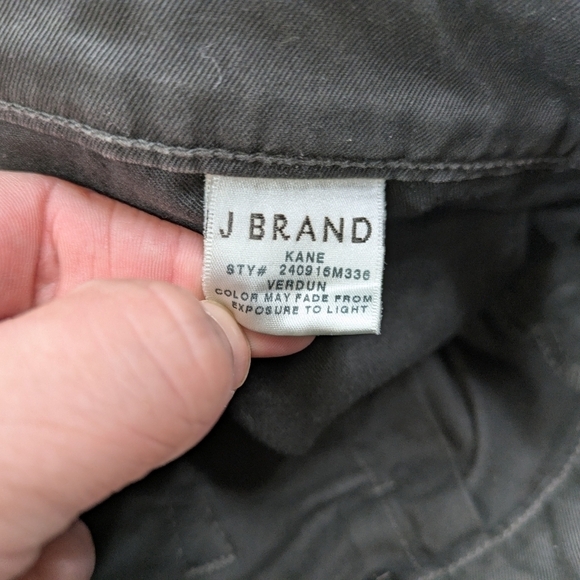 J BRAND
KANE
STY# 240916M336
VERDUN
COLOR MAY FADE FROM
EXPOSURE TO LIGHT